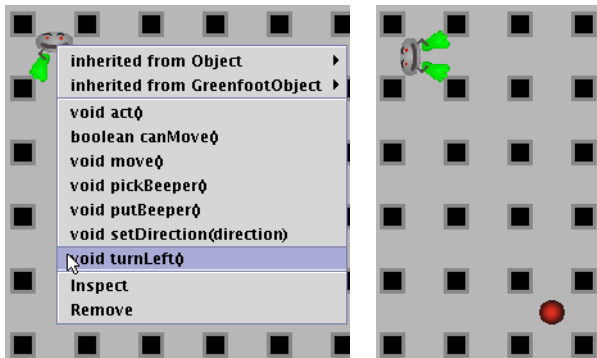 inherited from Object
inherited from GreenfootObject
void act()
boolean canMove()
void move()
void pickBeeper()
void putBeeper()
void setDirection(direction)
void turnLeft()
Inspect
Remove